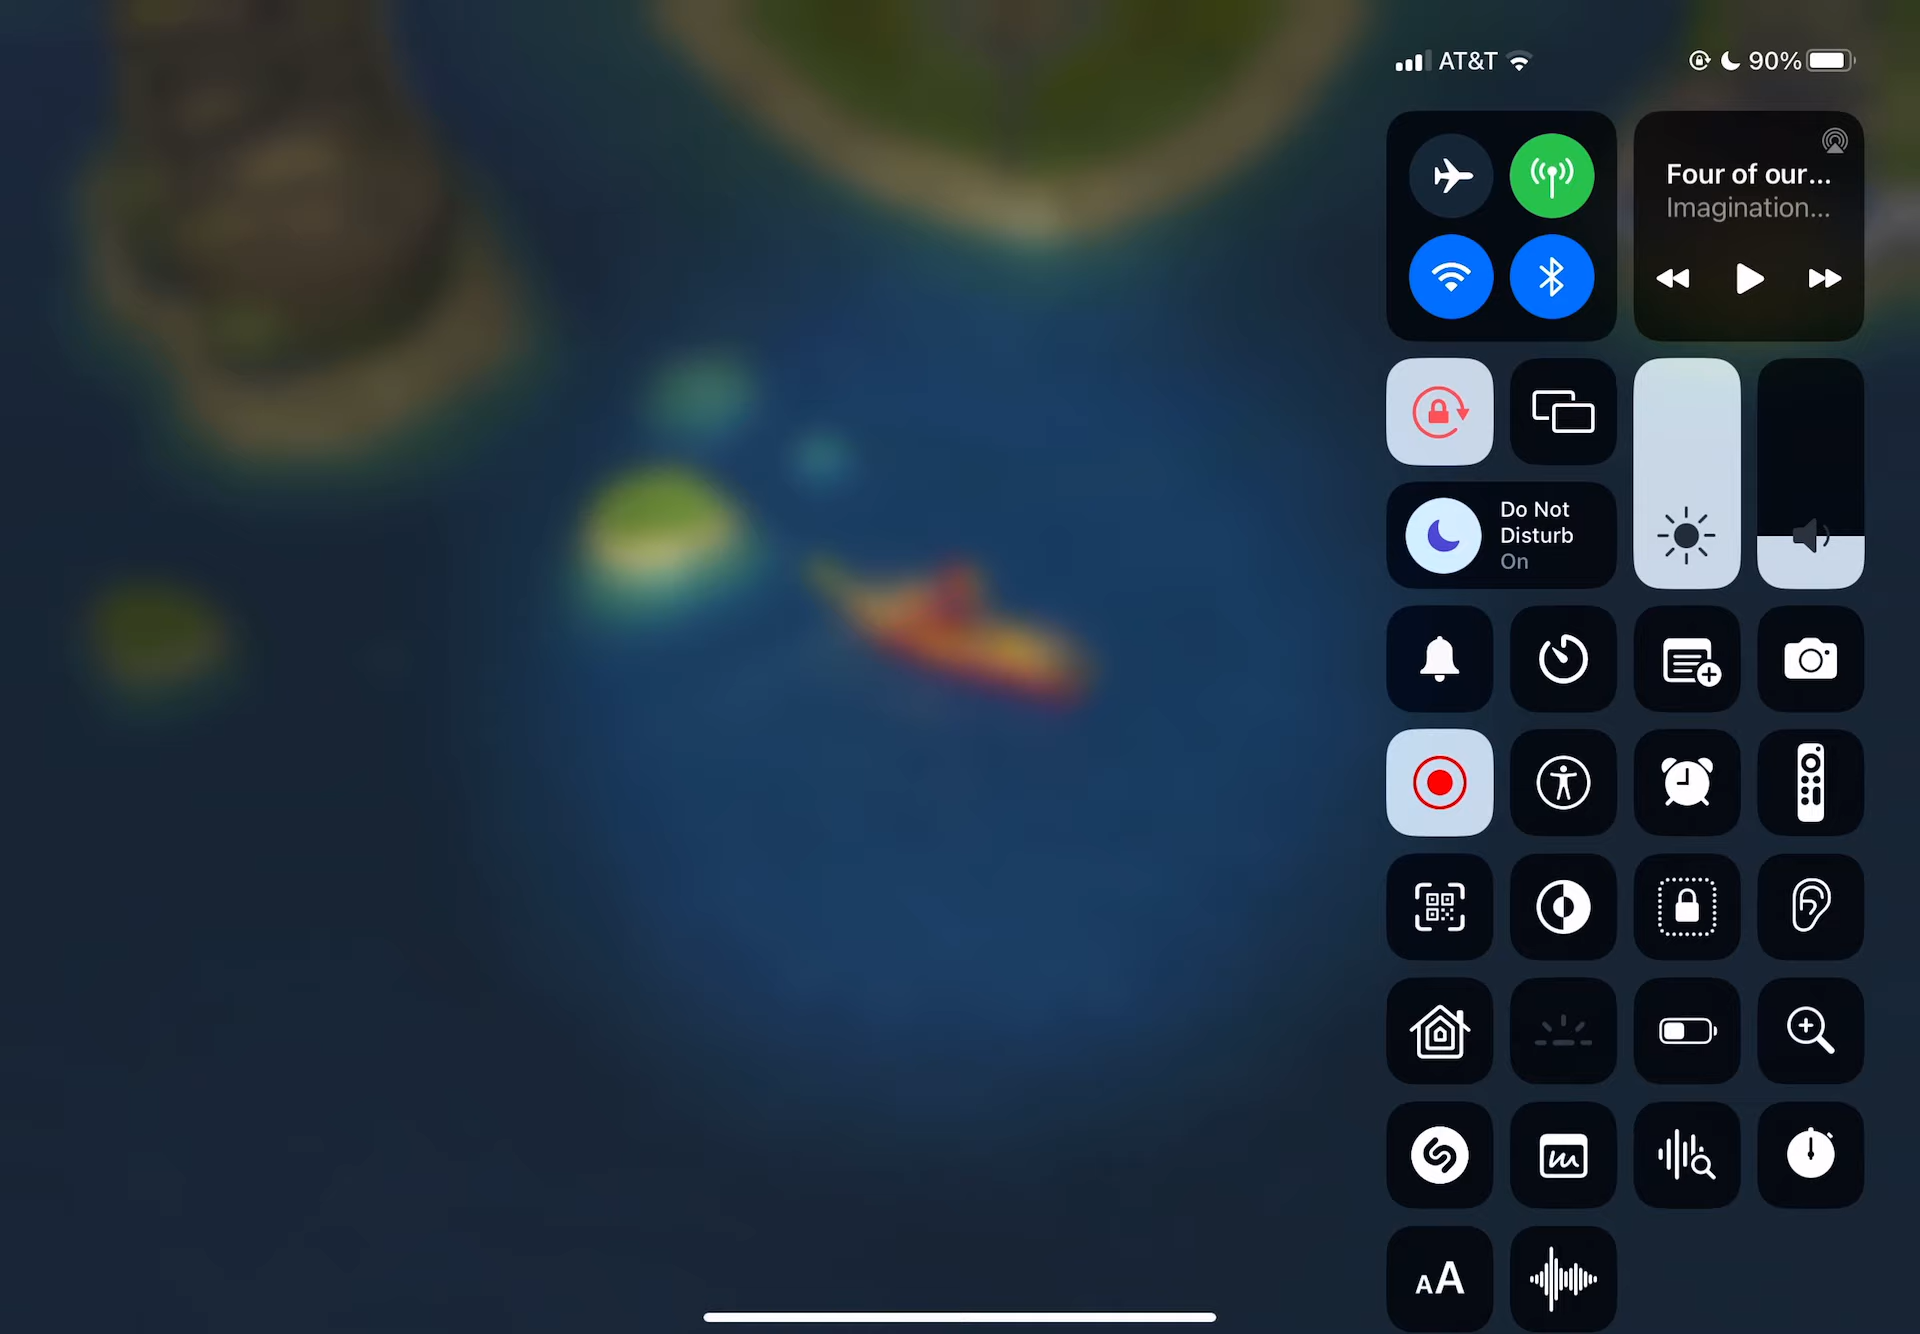 AT&T
90%
Four of our...
Imagination...
Do Not
Disturb
On
AA